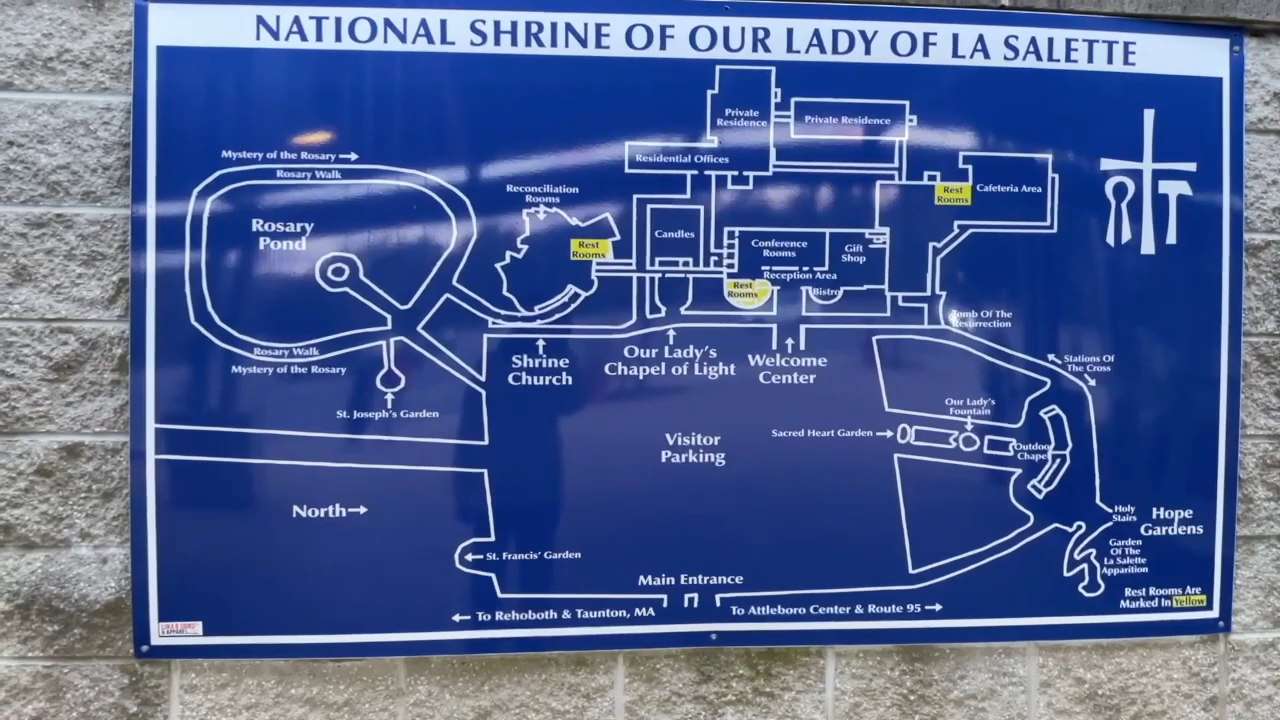 NATIONAL SHRINE OF OUR LADY OF LA SALETTE
Private
Residence
Private Residence
Residential Offices
Mystery of the Rosary
Rosary Walk
Rosary
Pond
Reconciliation
Rooms
Rest
Rooms
Candles
Conference
Rooms
Gift
Shop
Reception Area
Rest
Rooms
Bistro
Rest
Rooms
Cafeteria Area
Tomb Of The
Resurrection
Rosary Walk
Mystery of the Rosary
St. Joseph's Garden
Shrine
Church
Our Lady's
Chapel of Light
Welcome
Center
Stations Of
The Cross
Our Lady's
Fountain
Sacred Heart Garden
Outdoor
Chapel
Visitor
Parking
North
St. Francis' Garden
Holy
Stairs
Hope
Gardens
Garden
Of The
La Salette
Apparition
Main Entrance
To Rehoboth & Taunton, MA
To Attleboro Center & Route 95
Rest Rooms Are
Marked In Yellow